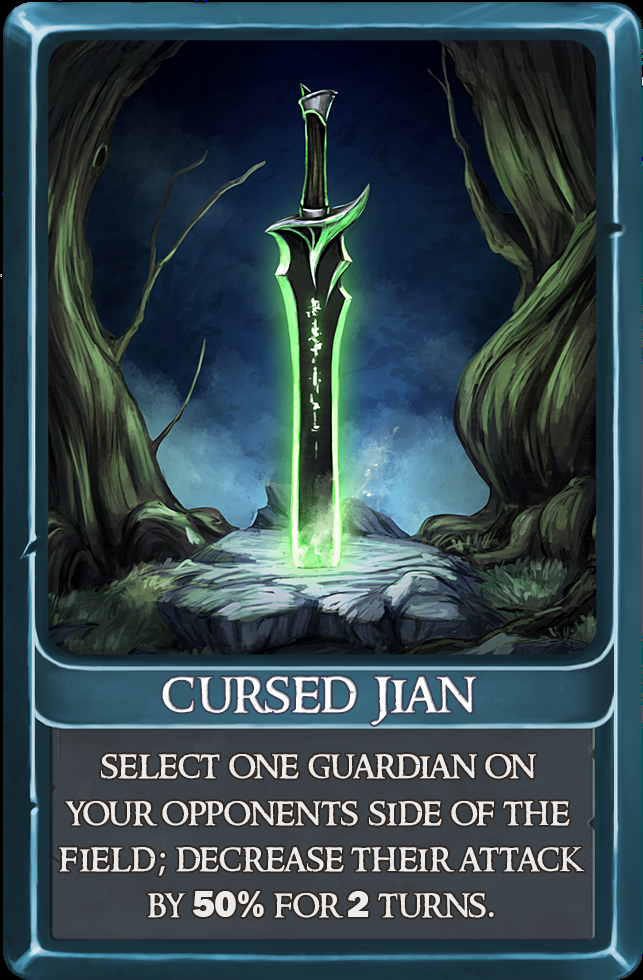 CURSED JIAN
SELECT ONE GUARDIAN ON
YOUR OPPONENTS SIDE OF THE
FIELD; DECREASE THEIR ATTACK
BY 50% FOR 2 TURNS.